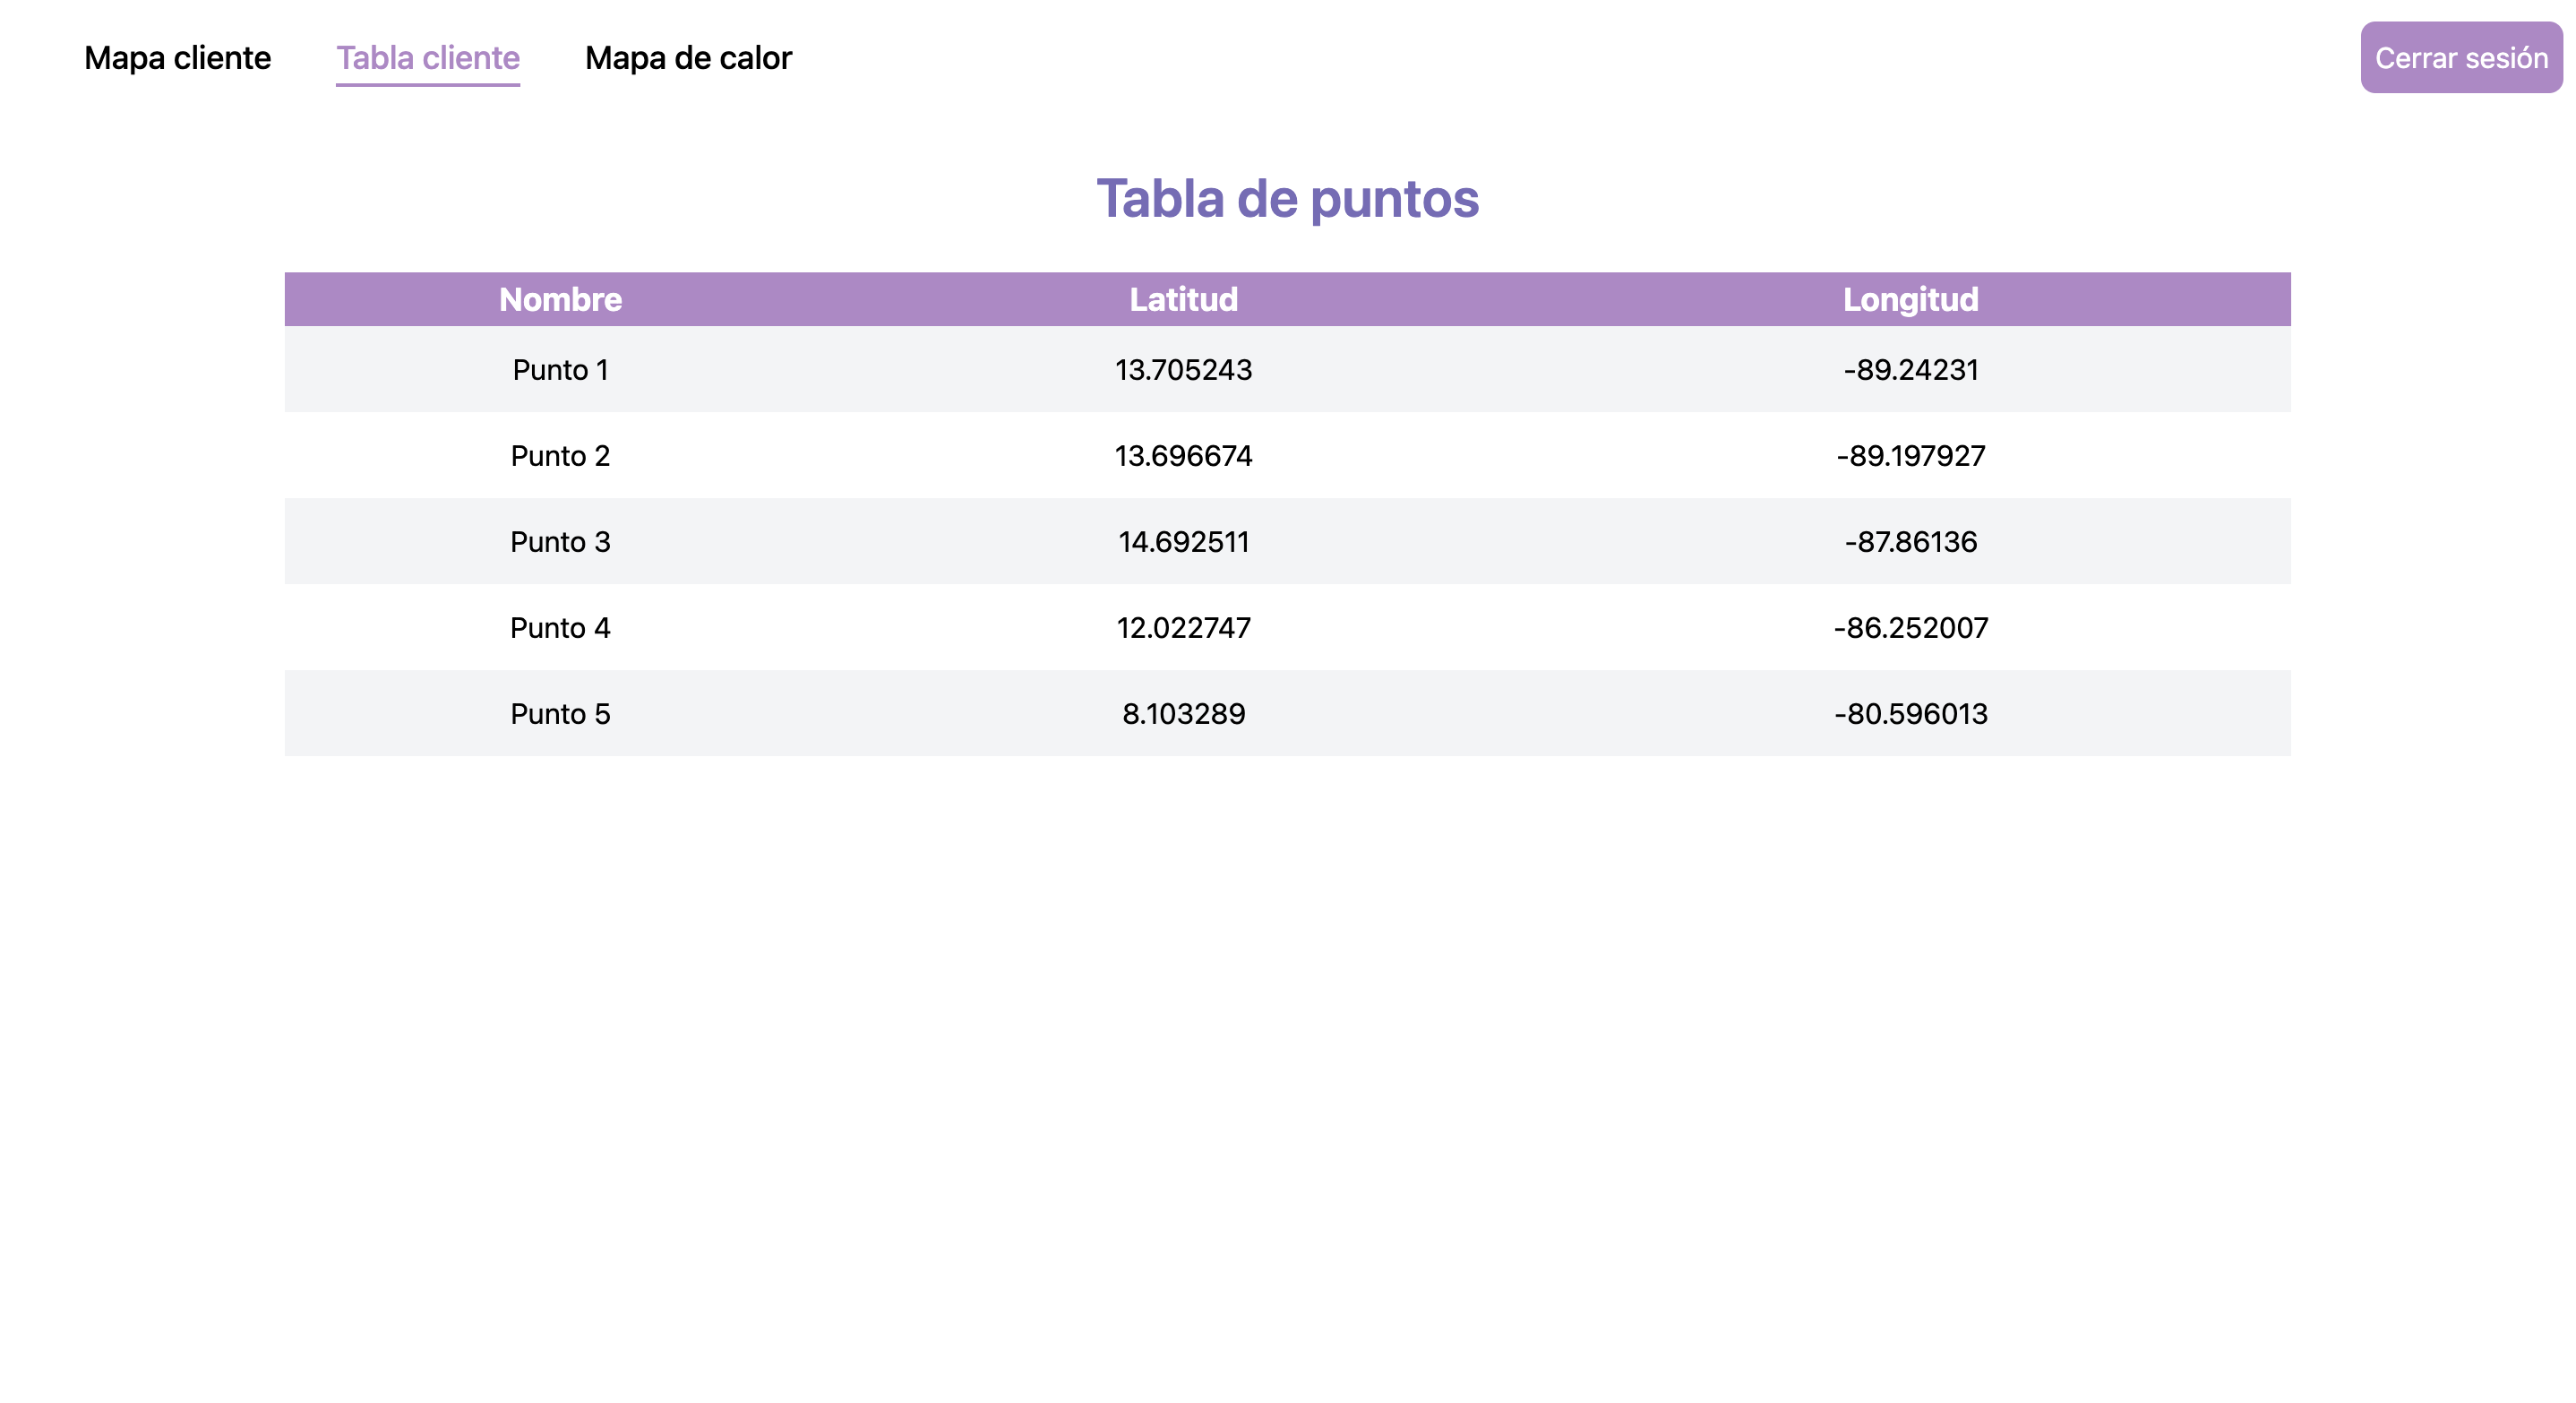 Mapa cliente Tabla cliente Mapa de calor Cerrar sesión
Tabla de puntos
Nombre Latitud Longitud
Punto 1 13.705243 -89.24231
Punto 2 13.696674 -89.197927
Punto 3 14.692511 -87.86136
Punto 4 12.022747 -86.252007
Punto 5 8.103289 -80.596013